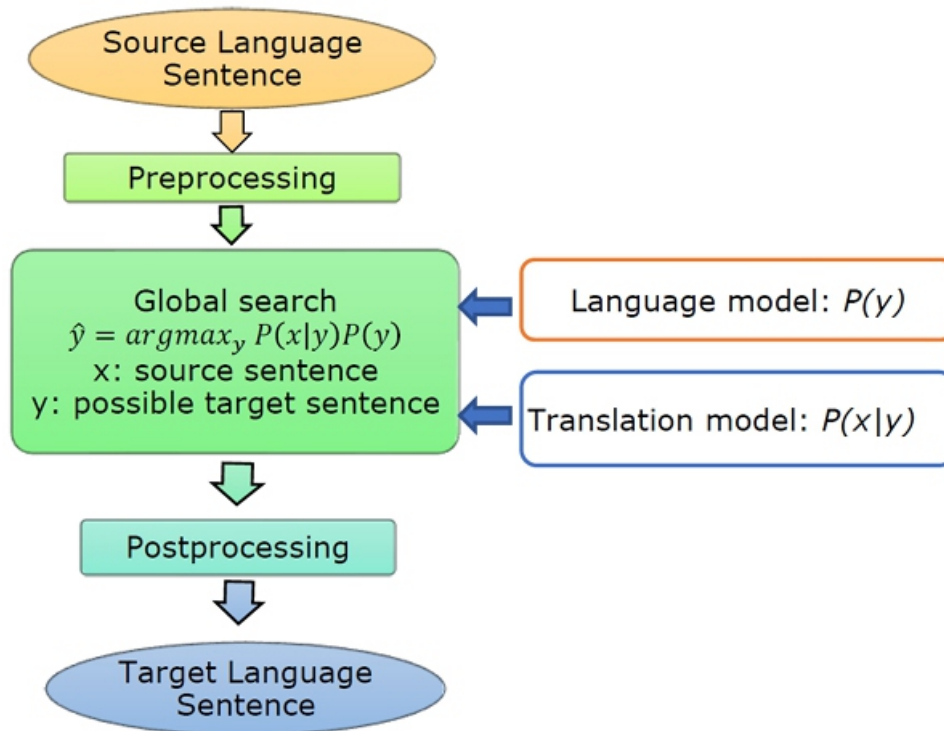 Source Language
Sentence
Preprocessing
Global search
ŷ = argmax_y P(x|y)P(y)
x: source sentence
y: possible target sentence
Language model: P(y)
Translation model: P(x|y)
Postprocessing
Target Language
Sentence